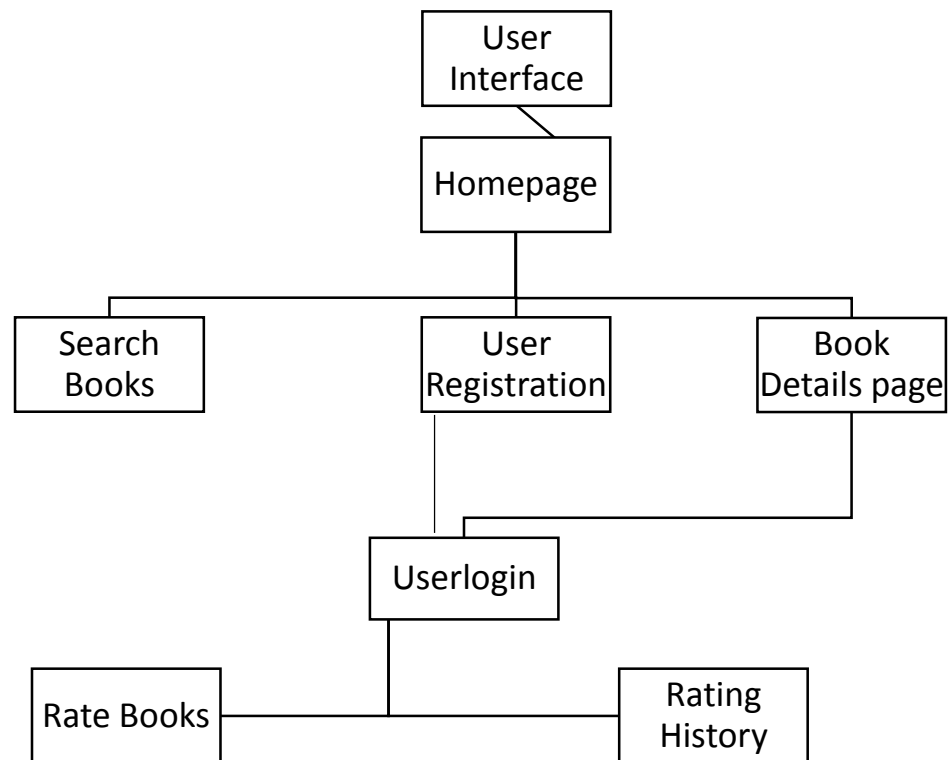 User
Interface
Homepage
Search
Books
User
Registration
Book
Details page
Userlogin
Rate Books
Rating
History